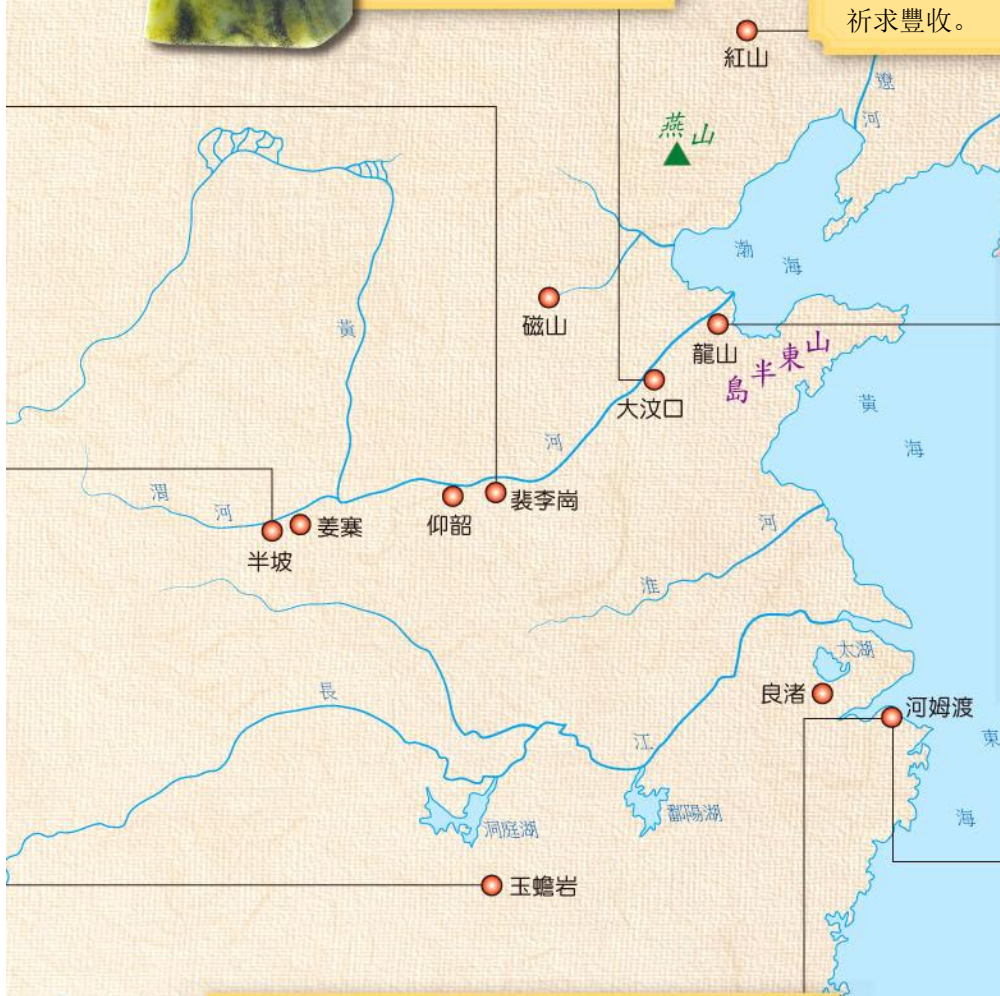 祈求豐收。
紅山
遼河
燕山
渤海
磁山
黃
龍山
山東半島
大汶口
黃海
河
渭河
姜寨
半坡
仰韶
裴李崗
淮河
太湖
良渚
河姆渡
長
江
東海
洞庭湖
鄱陽湖
玉蟾岩